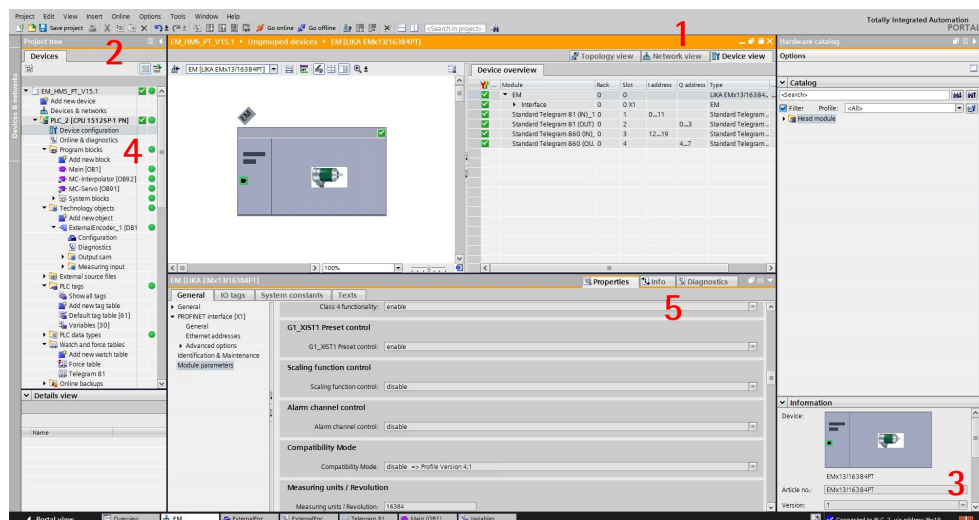 Project Edit View Insert Online Options Tools Window Help
Totally Integrated Automation
PORTAL
Save project Go online Go offline <Search in project>
Project tree
EM_HMS_PT_V15.1 Ungrouped devices EM [LIKA EMx13/16384PT]
Hardware catalog
1
2
Devices
Topology view Network view Device view
Options
EM [LIKA EMx13/16384PT]
Device overview
Devices & networks
Module Rack Slot I address Q address Type
EM 0 0 LIKA EMx13/16384...
Interface 0 0 X1 EM
Standard Telegram 81 (IN)_1 0 1 0...11 Standard Telegram...
Standard Telegram 81 (OUT) 0 2 0...3 Standard Telegram...
Standard Telegram 860 (IN)_ 0 3 12...19 Standard Telegram...
Standard Telegram 860 (OU.. 0 4 4...7 Standard Telegram...
EM
EM_HMS_PT_V15.1
Add new device
Devices & networks
PLC_2 [CPU 1512SP-1 PN]
Device configuration
Online & diagnostics
4
Program blocks
Add new block
Main [OB1]
MC-Interpolator [OB92]
MC-Servo [OB91]
System blocks
Technology objects
Add new object
ExternalEncoder_1 [DB1
Configuration
Diagnostics
Output cam
Measuring input
External source files
PLC tags
Show all tags
Add new tag table
Default tag table [61]
Variables [30]
PLC data types
Watch and force tables
Add new watch table
Force table
Telegram 81
Online backups
Details view
Name
Catalog
<Search>
Filter Profile: <All>
Head module
100%
EM [LIKA EMx13/16384PT]
Properties Info Diagnostics
5
General IO tags System constants Texts
General
PROFINET interface [X1]
General
Ethernet addresses
Advanced options
Identification & Maintenance
Module parameters
Class 4 functionality: enable
G1_XIST1 Preset control
G1_XIST1 Preset control: enable
Scaling function control
Scaling function control: disable
Alarm channel control
Alarm channel control: disable
Compatibility Mode
Compatibility Mode: disable => Profile Version 4.1
Measuring units / Revolution
Measuring units / Revolution: 16384
Information
Device:
EMx13/16384PT
3
Article no.: EMx13/16384PT
Version: 1
Portal view Overview EM ExternalEnc... ExternalEnc... Telegram 81 Main (OB1) Variables